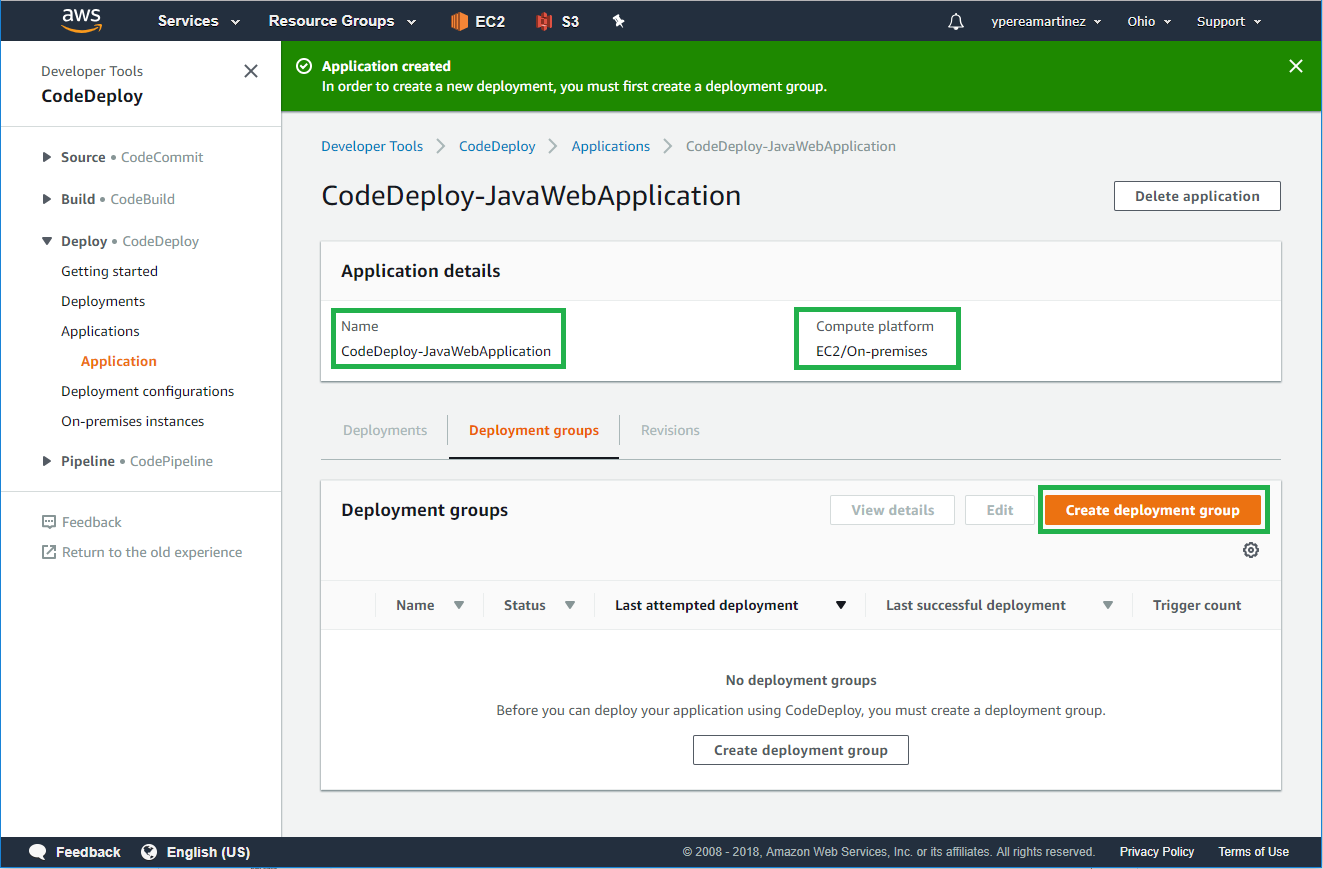 aws Services Resource Groups EC2 S3 ypereamartinez Ohio Support
Developer Tools
CodeDeploy
Source • CodeCommit
Build • CodeBuild
Deploy • CodeDeploy
Getting started
Deployments
Applications
Application
Deployment configurations
On-premises instances
Pipeline • CodePipeline
Feedback
Return to the old experience
Application created
In order to create a new deployment, you must first create a deployment group.
Developer Tools CodeDeploy Applications CodeDeploy-JavaWebApplication
CodeDeploy-JavaWebApplication Delete application
Application details
Name Compute platform
CodeDeploy-JavaWebApplication EC2/On-premises
Deployments Deployment groups Revisions
Deployment groups View details Edit Create deployment group
Name Status Last attempted deployment Last successful deployment Trigger count
No deployment groups
Before you can deploy your application using CodeDeploy, you must create a deployment group.
Create deployment group
Feedback English (US) © 2008 - 2018, Amazon Web Services, Inc. or its affiliates. All rights reserved. Privacy Policy Terms of Use